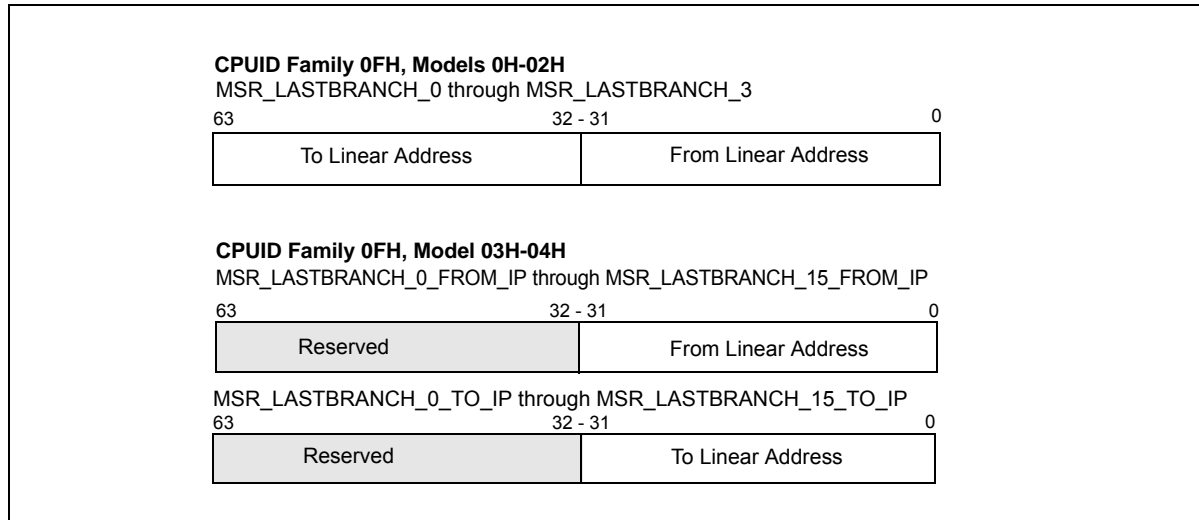 CPUID Family 0FH, Models 0H-02H
MSR_LASTBRANCH_0 through MSR_LASTBRANCH_3
63 32 - 31 0
To Linear Address From Linear Address
CPUID Family 0FH, Model 03H-04H
MSR_LASTBRANCH_0_FROM_IP through MSR_LASTBRANCH_15_FROM_IP
63 32 - 31 0
Reserved From Linear Address
MSR_LASTBRANCH_0_TO_IP through MSR_LASTBRANCH_15_TO_IP
63 32 - 31 0
Reserved To Linear Address